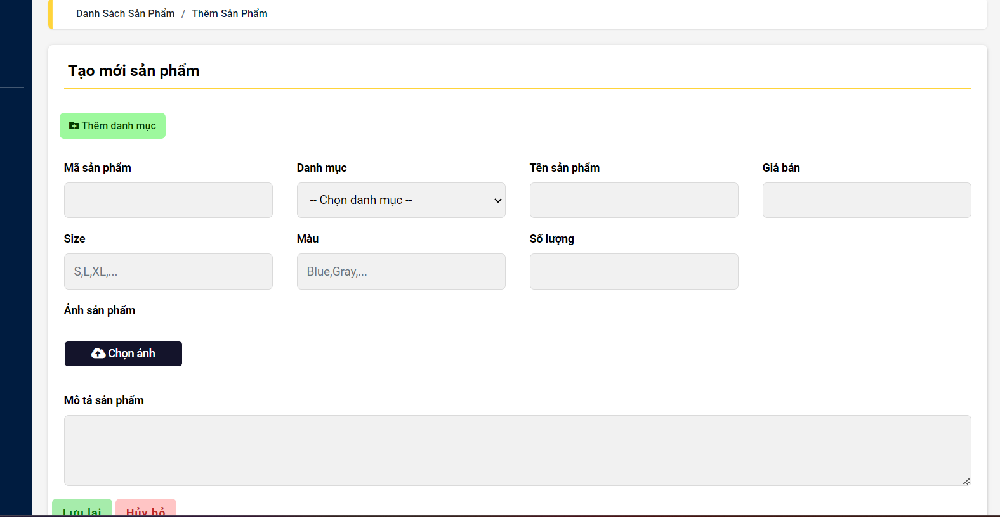 Danh Sách Sản Phẩm / Thêm Sản Phẩm
Tạo mới sản phẩm
Thêm danh mục
Mã sản phẩm Danh mục Tên sản phẩm Giá bán
-- Chọn danh mục --
Size Màu Số lượng
S,L,XL,... Blue,Gray,...
Ảnh sản phẩm
Chọn ảnh
Mô tả sản phẩm
Lưu lại Hủy bỏ